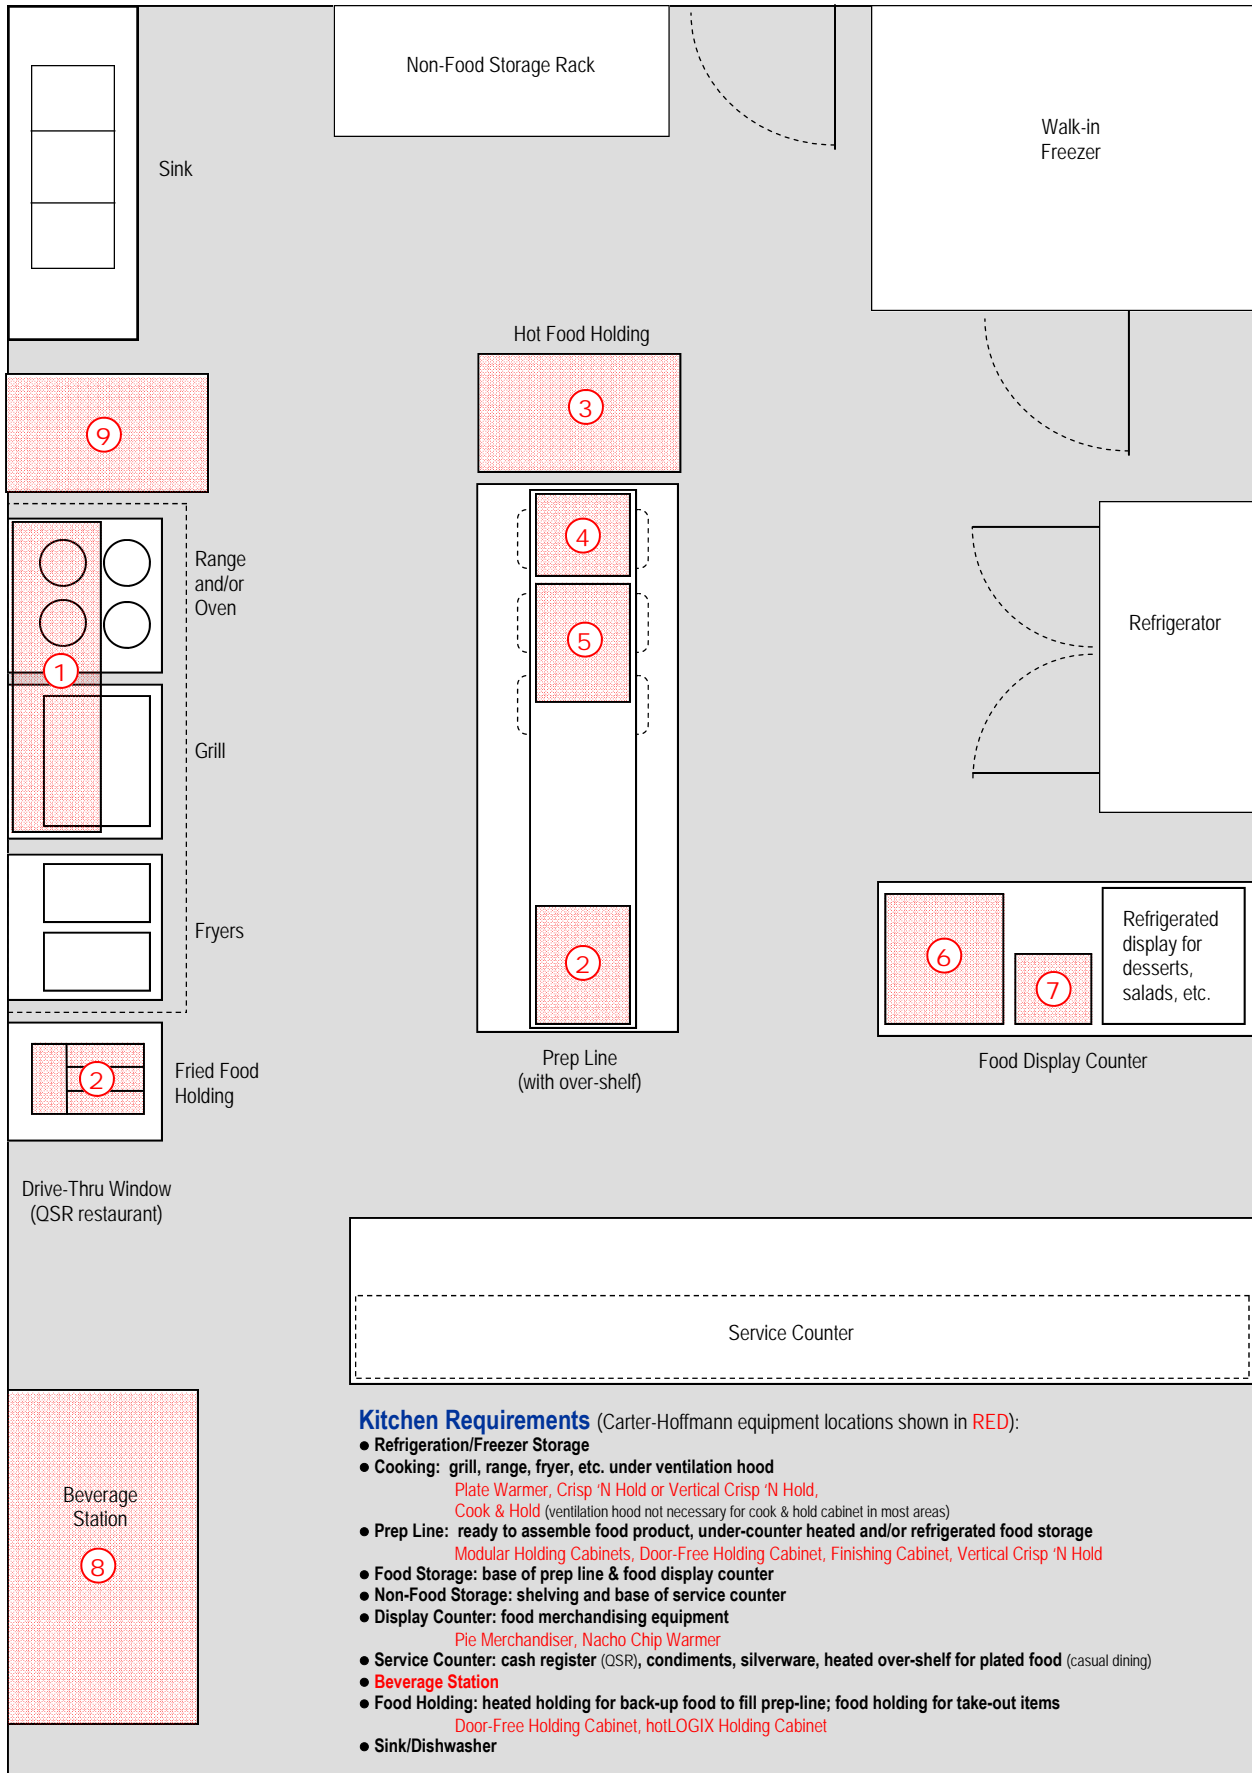 Non-Food Storage Rack
Walk-in
Freezer
Sink
Hot Food Holding
3
9
4
Range
and/or
Oven
5
Refrigerator
1
Grill
Fryers
2
6
7
Refrigerated
display for
desserts,
salads, etc.
Prep Line
(with over-shelf)
Food Display Counter
2
Fried Food
Holding
Drive-Thru Window
(QSR restaurant)
Service Counter
Beverage
Station
8
Kitchen Requirements (Carter-Hoffmann equipment locations shown in RED):
● Refrigeration/Freezer Storage
● Cooking: grill, range, fryer, etc. under ventilation hood
Plate Warmer, Crisp 'N Hold or Vertical Crisp 'N Hold,
Cook & Hold (ventilation hood not necessary for cook & hold cabinet in most areas)
● Prep Line: ready to assemble food product, under-counter heated and/or refrigerated food storage
Modular Holding Cabinets, Door-Free Holding Cabinet, Finishing Cabinet, Vertical Crisp 'N Hold
● Food Storage: base of prep line & food display counter
● Non-Food Storage: shelving and base of service counter
● Display Counter: food merchandising equipment
Pie Merchandiser, Nacho Chip Warmer
● Service Counter: cash register (QSR), condiments, silverware, heated over-shelf for plated food (casual dining)
● Beverage Station
● Food Holding: heated holding for back-up food to fill prep-line; food holding for take-out items
Door-Free Holding Cabinet, hotLOGIX Holding Cabinet
● Sink/Dishwasher